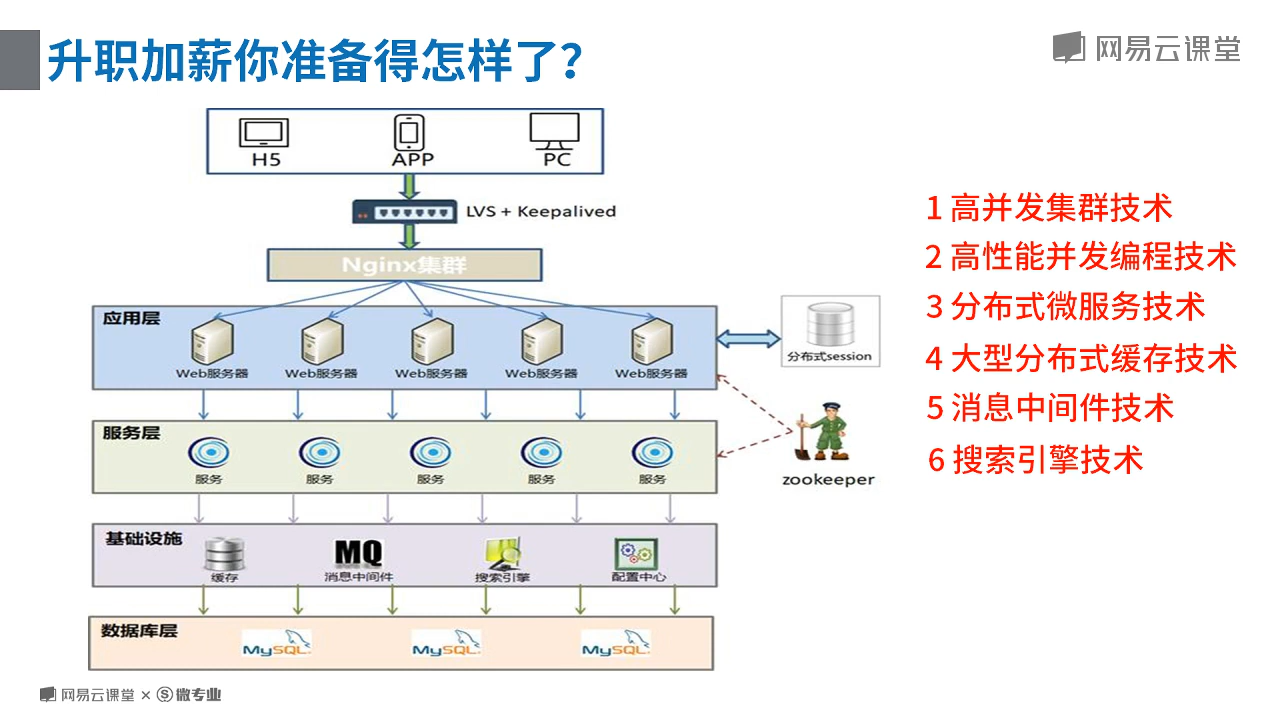 升职加薪你准备得怎样了?
网易云课堂
H5
APP
PC
LVS + Keepalived
Nginx集群
应用层
Web服务器
Web服务器
Web服务器
Web服务器
Web服务器
分布式session
服务层
服务
服务
服务
服务
服务
zookeeper
基础设施
缓存
MQ
消息中间件
搜索引擎
配置中心
数据库层
MySQL
MySQL
MySQL
1 高并发集群技术
2 高性能并发编程技术
3 分布式微服务技术
4 大型分布式缓存技术
5 消息中间件技术
6 搜索引擎技术
网易云课堂 × 微专业